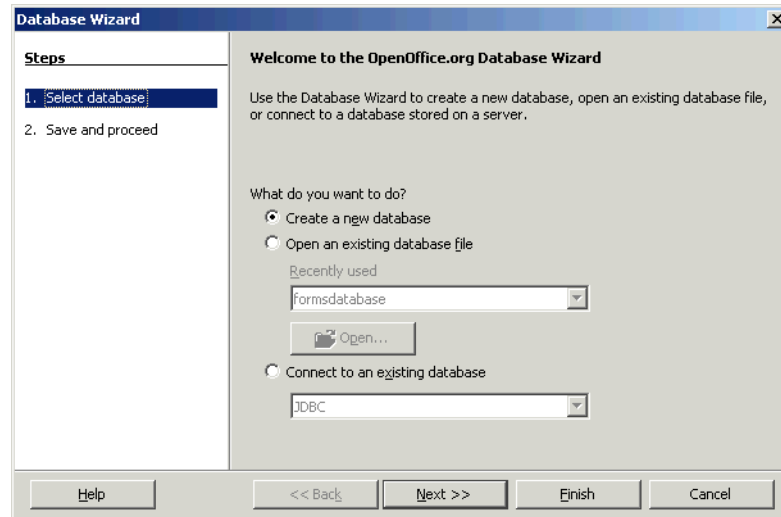 Database Wizard
Steps
1. Select database
2. Save and proceed
Welcome to the OpenOffice.org Database Wizard
Use the Database Wizard to create a new database, open an existing database file,
or connect to a database stored on a server.
What do you want to do?
Create a new database
Open an existing database file
Recently used
formsdatabase
Open...
Connect to an existing database
JDBC
Help
<< Back
Next >>
Finish
Cancel